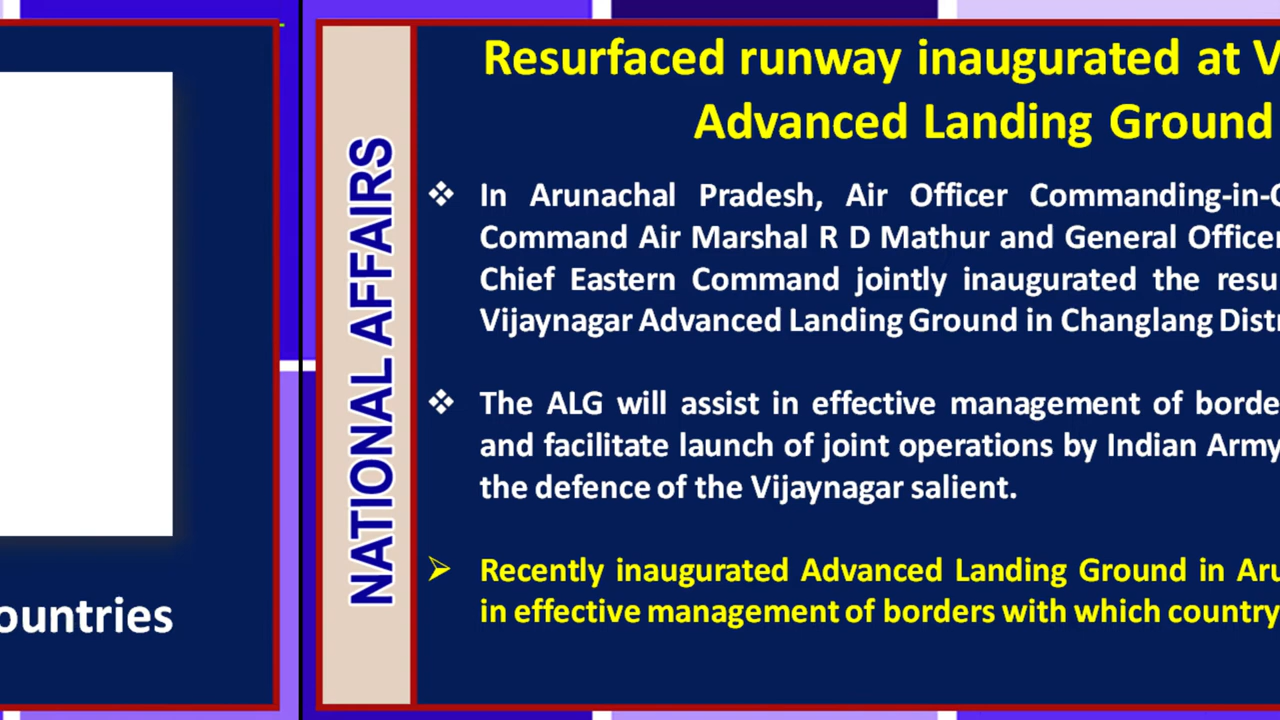 ountries
NATIONAL AFFAIRS
Resurfaced runway inaugurated at V
Advanced Landing Ground
In Arunachal Pradesh, Air Officer Commanding-in-C
Command Air Marshal R D Mathur and General Officer
Chief Eastern Command jointly inaugurated the resu
Vijaynagar Advanced Landing Ground in Changlang Distr
The ALG will assist in effective management of borde
and facilitate launch of joint operations by Indian Army
the defence of the Vijaynagar salient.
Recently inaugurated Advanced Landing Ground in Aru
in effective management of borders with which country